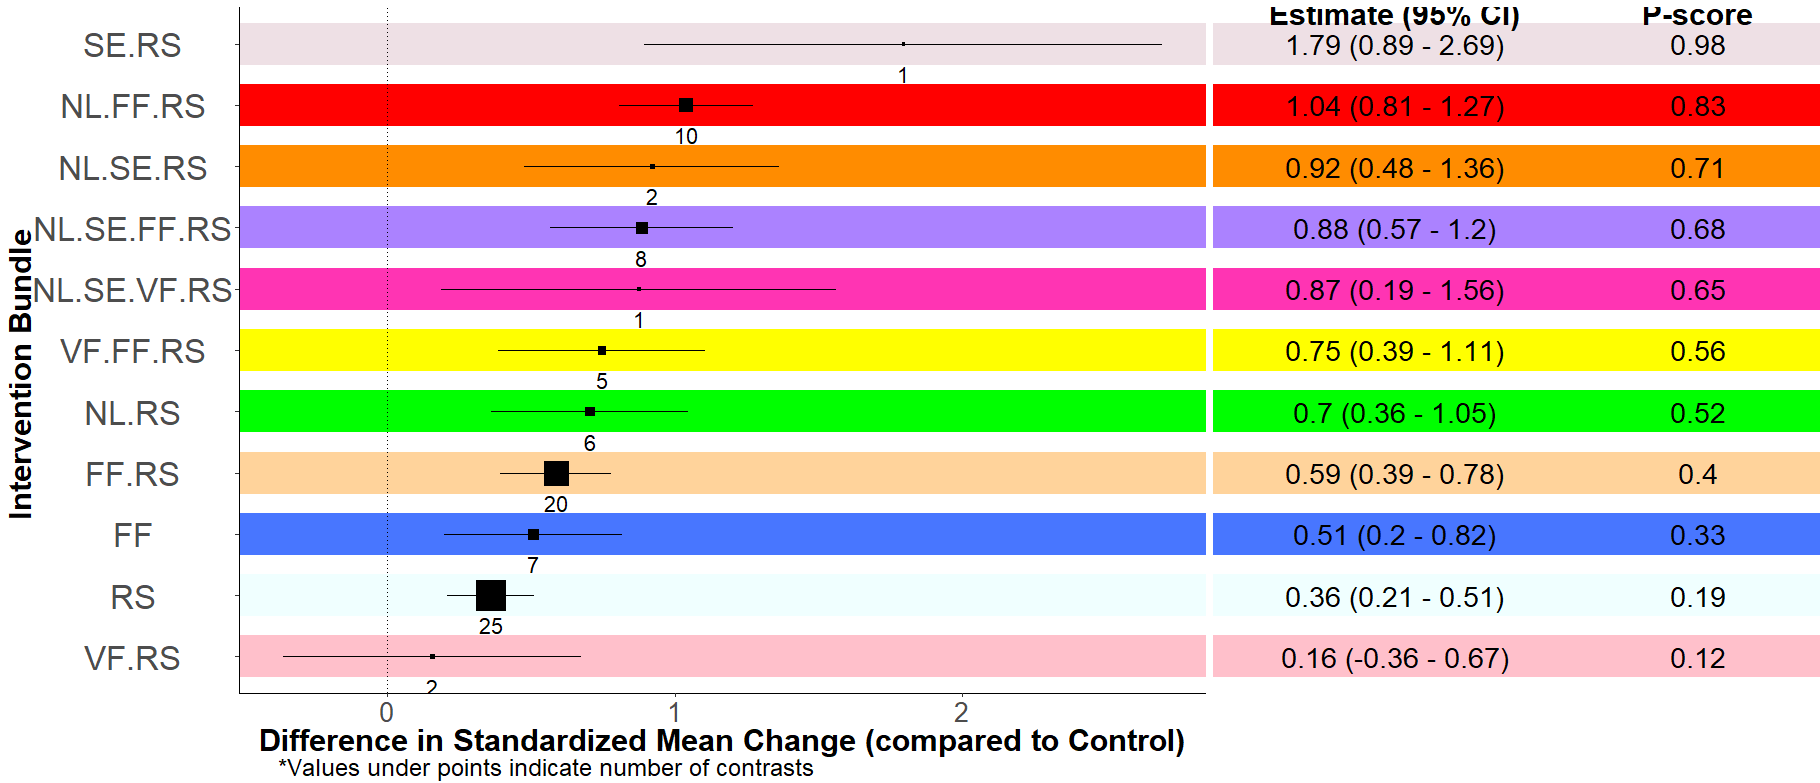 Estimate (95% CI) P-score
SE.RS 1.79 (0.89 - 2.69) 0.98
1
NL.FF.RS 1.04 (0.81 - 1.27) 0.83
10
NL.SE.RS 0.92 (0.48 - 1.36) 0.71
2
NL.SE.FF.RS 0.88 (0.57 - 1.2) 0.68
8
NL.SE.VF.RS 0.87 (0.19 - 1.56) 0.65
1
VF.FF.RS 0.75 (0.39 - 1.11) 0.56
5
NL.RS 0.7 (0.36 - 1.05) 0.52
6
FF.RS 0.59 (0.39 - 0.78) 0.4
20
FF 0.51 (0.2 - 0.82) 0.33
7
RS 0.36 (0.21 - 0.51) 0.19
25
VF.RS 0.16 (-0.36 - 0.67) 0.12
2
Intervention Bundle
0 1 2
Difference in Standardized Mean Change (compared to Control)
*Values under points indicate number of contrasts